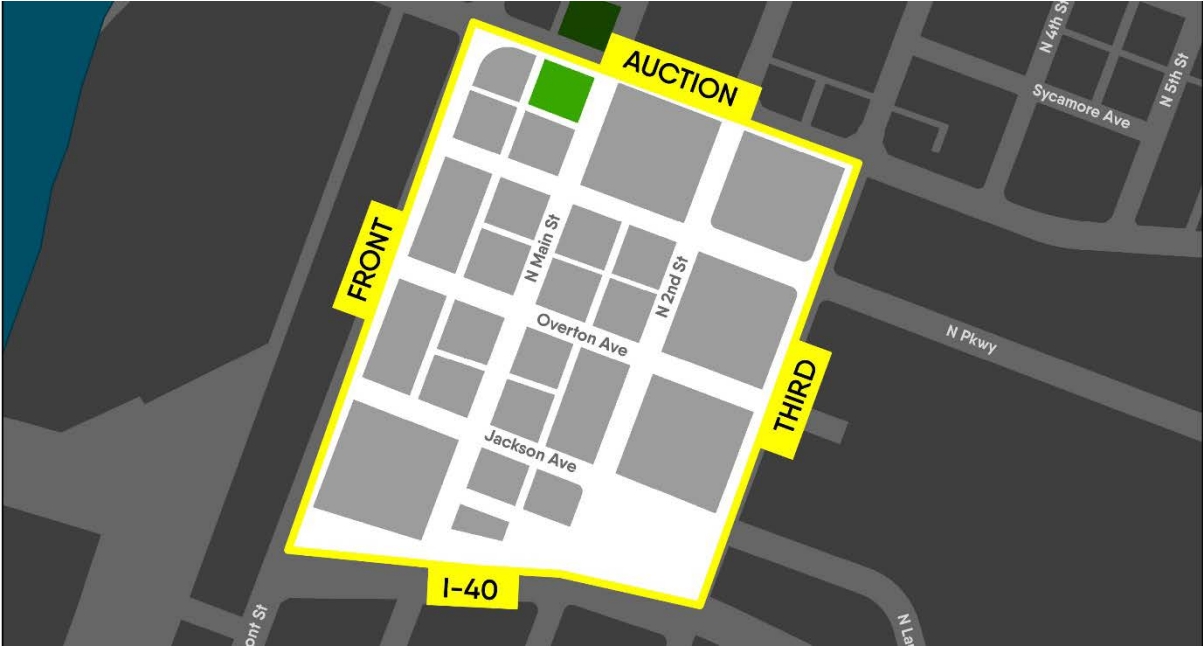 N 4th St
N 5th St
AUCTION
Sycamore Ave
FRONT
N Main St
N 2nd St
Overton Ave
N Pkwy
THIRD
Jackson Ave
I-40
ont St
N La